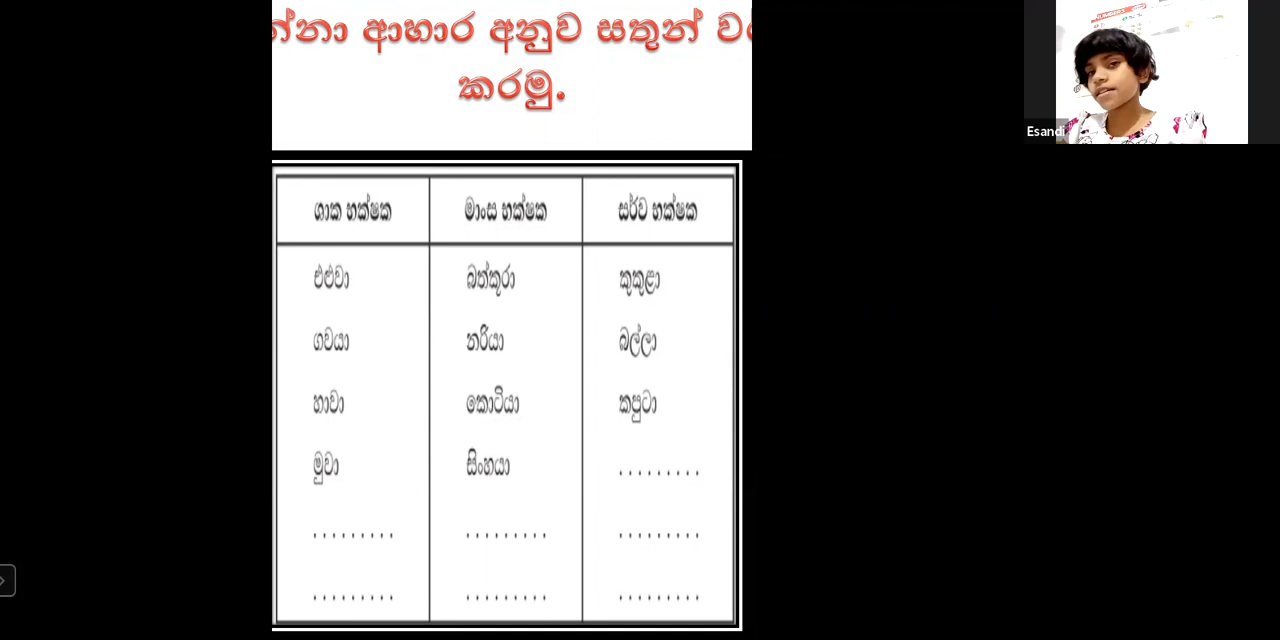 ආහාර අනුව සතුන්
කරමු.
Esandi
ශාක භක්ෂක මාංස භක්ෂක සර්ව භක්ෂක
එළුවා බත්කූරා කුකුළා
ගවයා නරියා බල්ලා
හාවා කොටියා කපුටා
මුවා සිංහයා .........
......... ......... .........
......... ......... .........